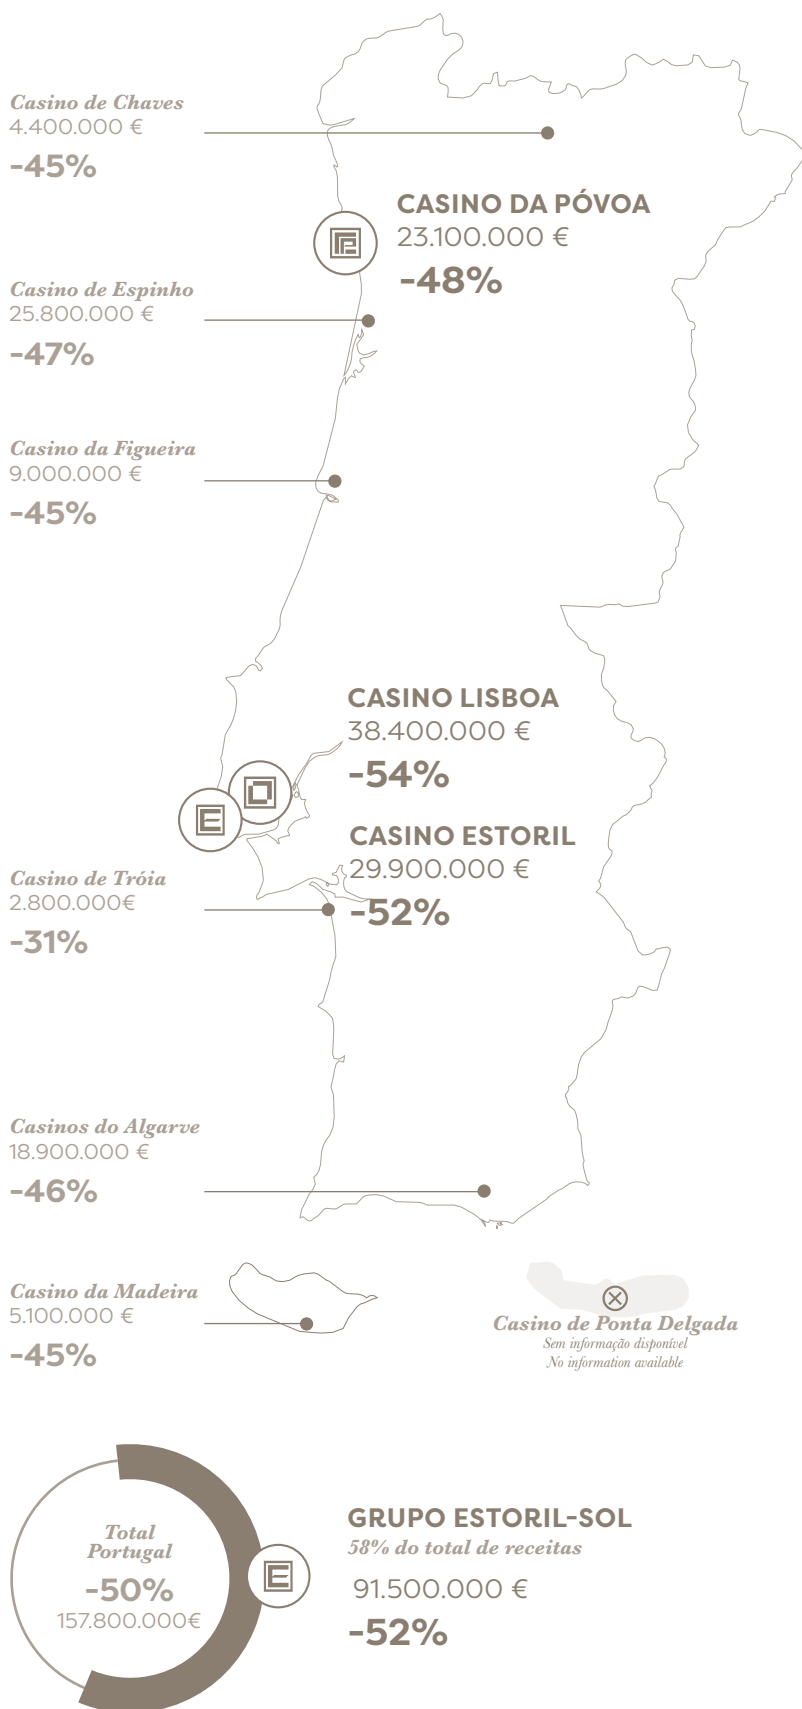 Casino de Chaves
4.400.000 €
-45%
CASINO DA PÓVOA
23.100.000 €
-48%
Casino de Espinho
25.800.000 €
-47%
Casino da Figueira
9.000.000 €
-45%
CASINO LISBOA
38.400.000 €
-54%
CASINO ESTORIL
29.900.000 €
-52%
Casino de Tróia
2.800.000€
-31%
Casinos do Algarve
18.900.000 €
-46%
Casino da Madeira
5.100.000 €
-45%
Casino de Ponta Delgada
Sem informação disponível
No information available
Total
Portugal
-50%
157.800.000€
GRUPO ESTORIL-SOL
58% do total de receitas
91.500.000 €
-52%